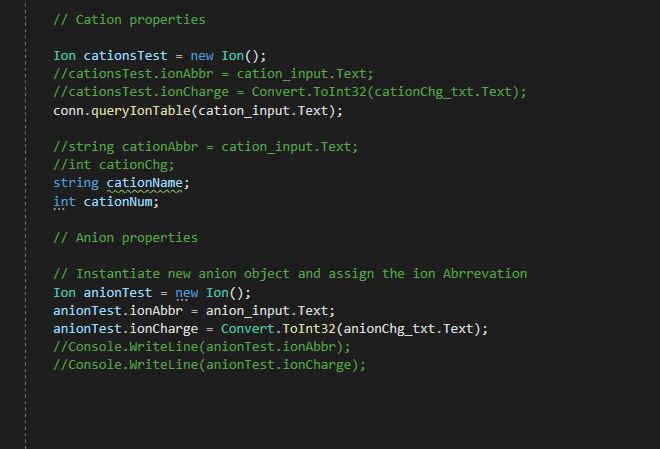 // Cation properties
Ion cationsTest = new Ion();
//cationsTest.ionAbbr = cation_input.Text;
//cationsTest.ionCharge = Convert.ToInt32(cationChg_txt.Text);
conn.queryIonTable(cation_input.Text);
//string cationAbbr = cation_input.Text;
//int cationChg;
string cationName;
int cationNum;
// Anion properties
// Instantiate new anion object and assign the ion Abrrevation
Ion anionTest = new Ion();
anionTest.ionAbbr = anion_input.Text;
anionTest.ionCharge = Convert.ToInt32(anionChg_txt.Text);
//Console.WriteLine(anionTest.ionAbbr);
//Console.WriteLine(anionTest.ionCharge);